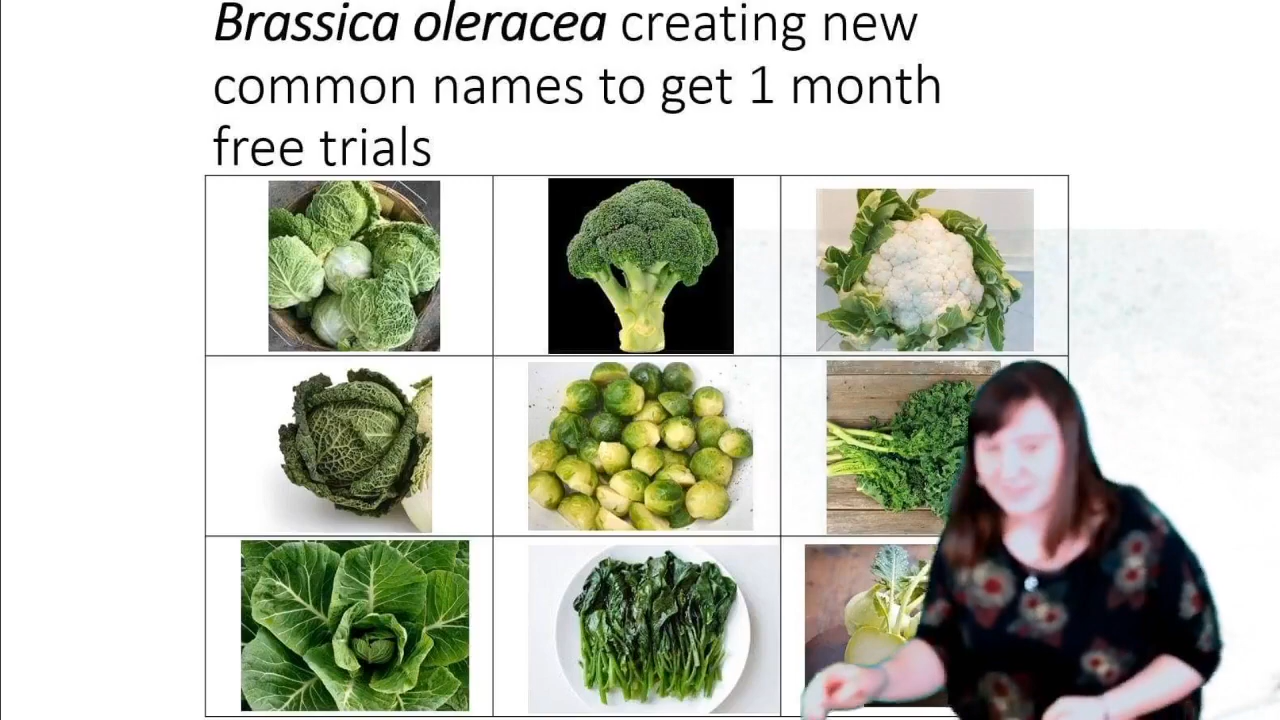 Brassica oleracea creating new
common names to get 1 month
free trials